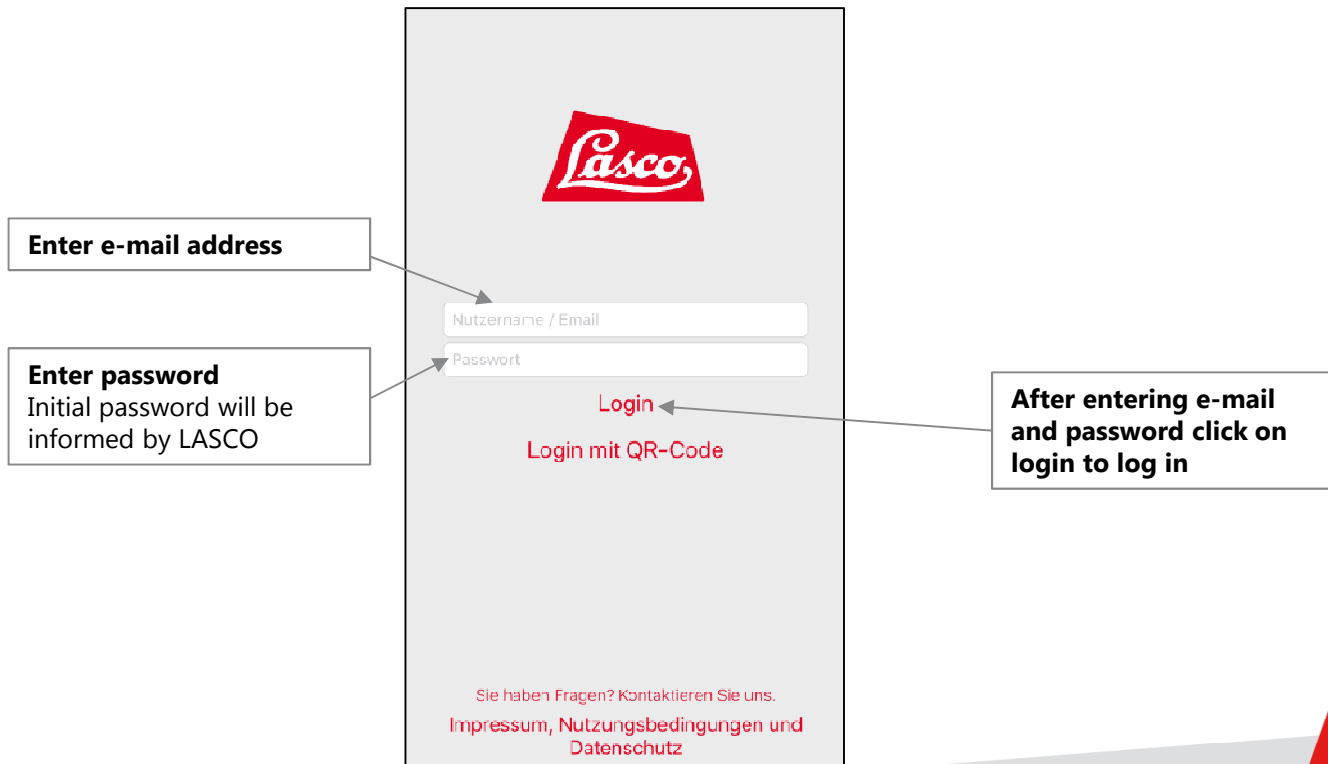 Lasco
Enter e-mail address
Nutzername / Email
Passwort
Enter password
Initial password will be
informed by LASCO
Login
After entering e-mail
and password click on
login to log in
Login mit QR-Code
Sie haben Fragen? Kontaktieren Sie uns.
Impressum, Nutzungsbedingungen und
Datenschutz